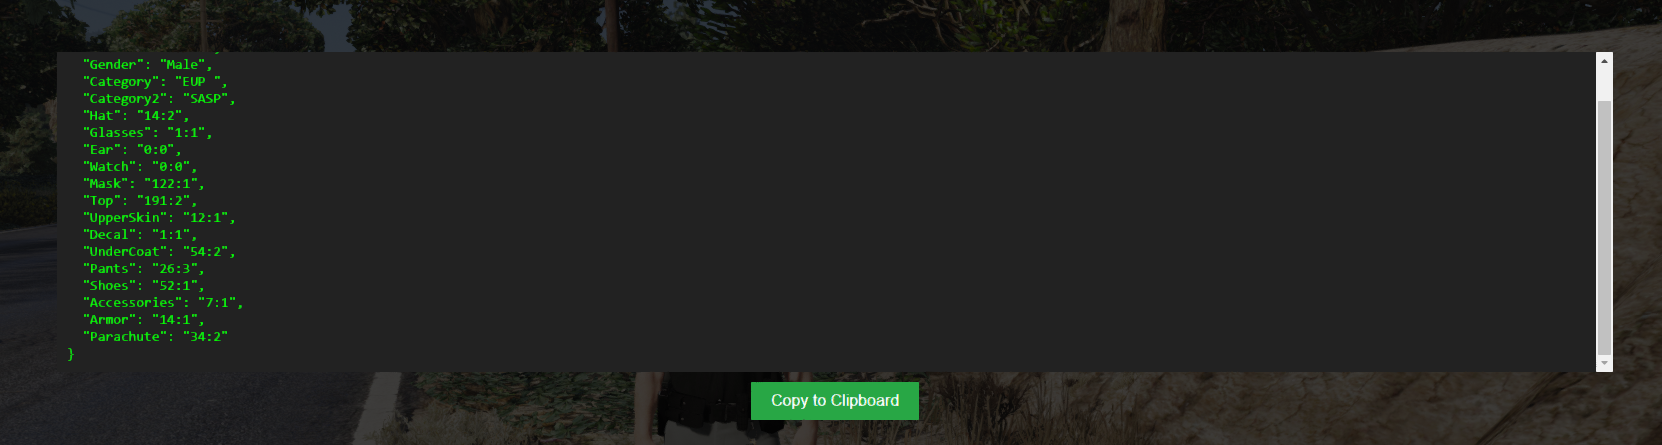 "Gender": "Male",
"Category": "EUP ",
"Category2": "SASP",
"Hat": "14:2",
"Glasses": "1:1",
"Ear": "0:0",
"Watch": "0:0",
"Mask": "122:1",
"Top": "191:2",
"UpperSkin": "12:1",
"Decal": "1:1",
"UnderCoat": "54:2",
"Pants": "26:3",
"Shoes": "52:1",
"Accessories": "7:1",
"Armor": "14:1",
"Parachute": "34:2"
}
Copy to Clipboard